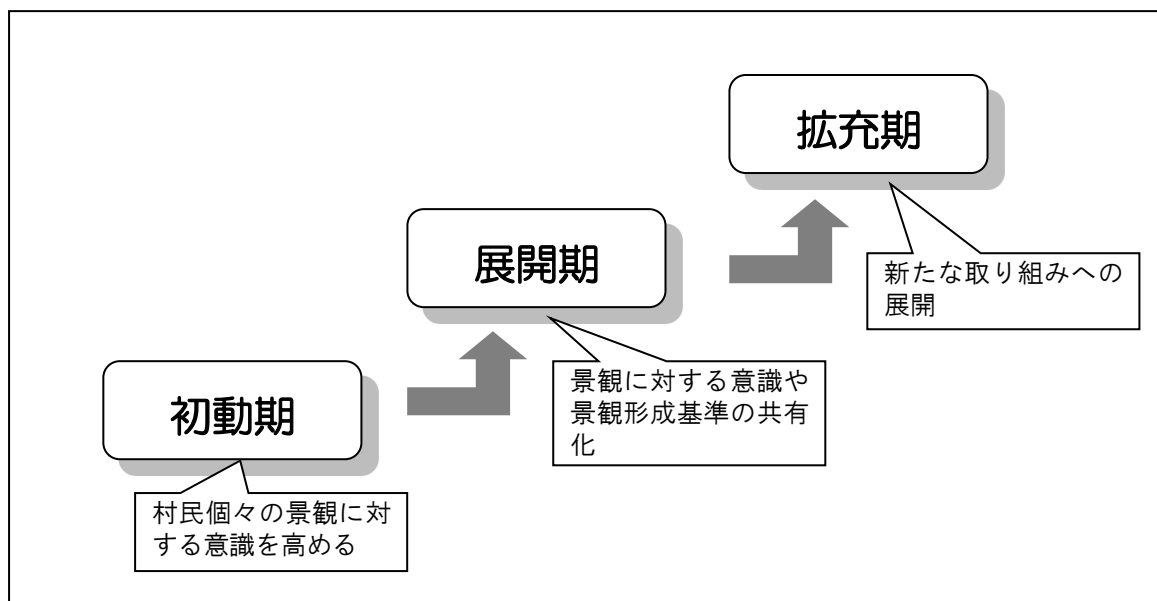 拡充期
新たな取り組みへの
展開
展開期
景観に対する意識や
景観形成基準の共有
化
初動期
村民個々の景観に対
する意識を高める